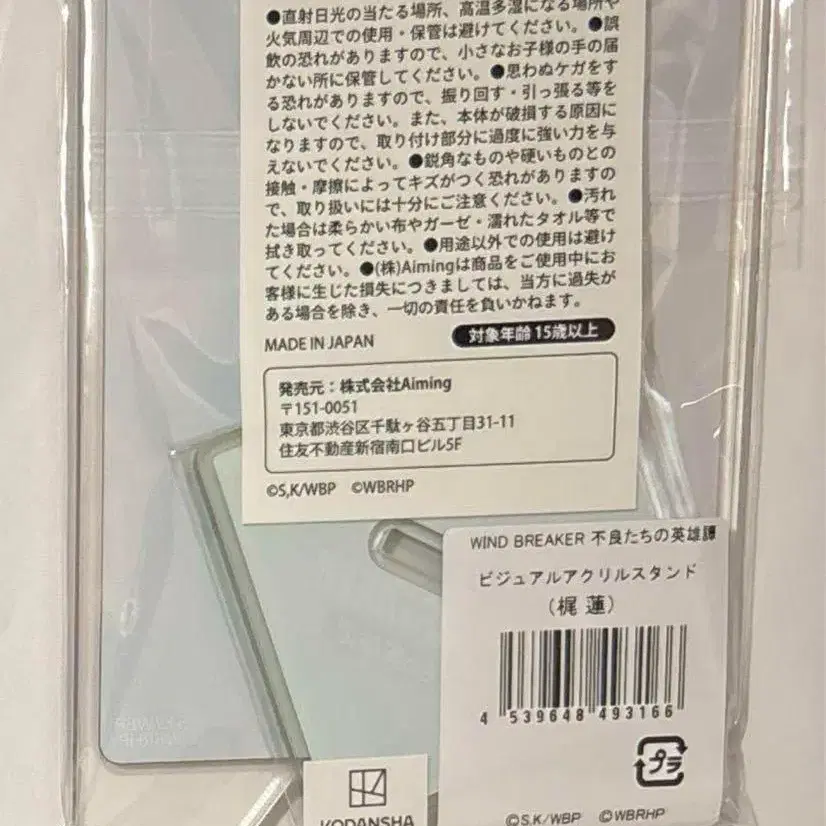 ●直射日光の当たる場所、高温多湿になる場所や
火気周辺での使用・保管は避けてください。●誤
飲の恐れがありますので、小さなお子様の手の届
かない所に保管してください。●思わぬケガをす
る恐れがありますので、振り回す・引っ張る等を
しないでください。また、本体が破損する原因に
なりますので、取り付け部分に過度に強い力を与
えないでください。●鋭角なものや硬いものとの
接触・摩擦によってキズがつく恐れがありますの
で、取り扱いには十分にご注意ください。●汚れ
た場合は柔らかい布やガーゼ・濡れたタオル等で
拭き取ってください。●用途以外での使用は避け
てください。●(株)Aimingは商品をご使用中にお
客様に生じた損失につきましては、当方に過失が
ある場合を除き、一切の責任を負いかねます。
MADE IN JAPAN
対象年齢15歳以上
発売元：株式会社Aiming
〒151-0051
東京都渋谷区千駄ヶ谷五丁目31-11
住友不動産新宿南口ビル5F
©S,K/WBP ©WBRHP
WIND BREAKER 不良たちの英雄譚
ビジュアルアクリルスタンド
（梶 蓮）
4 539648 493166
プラ
©S.K/WBP ©WBRHP
KODANSHA